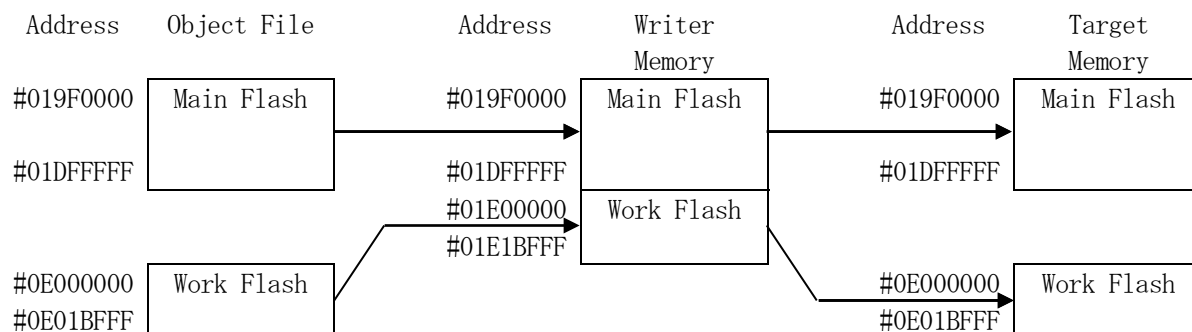 Address Object File Address Writer Address Target
Memory Memory
#019F0000 Main Flash #019F0000 Main Flash #019F0000 Main Flash
#01DFFFFF #01DFFFFF #01DFFFFF
#01E00000 Work Flash
#01E1BFFF
#0E000000 Work Flash #0E000000 Work Flash
#0E01BFFF #0E01BFFF